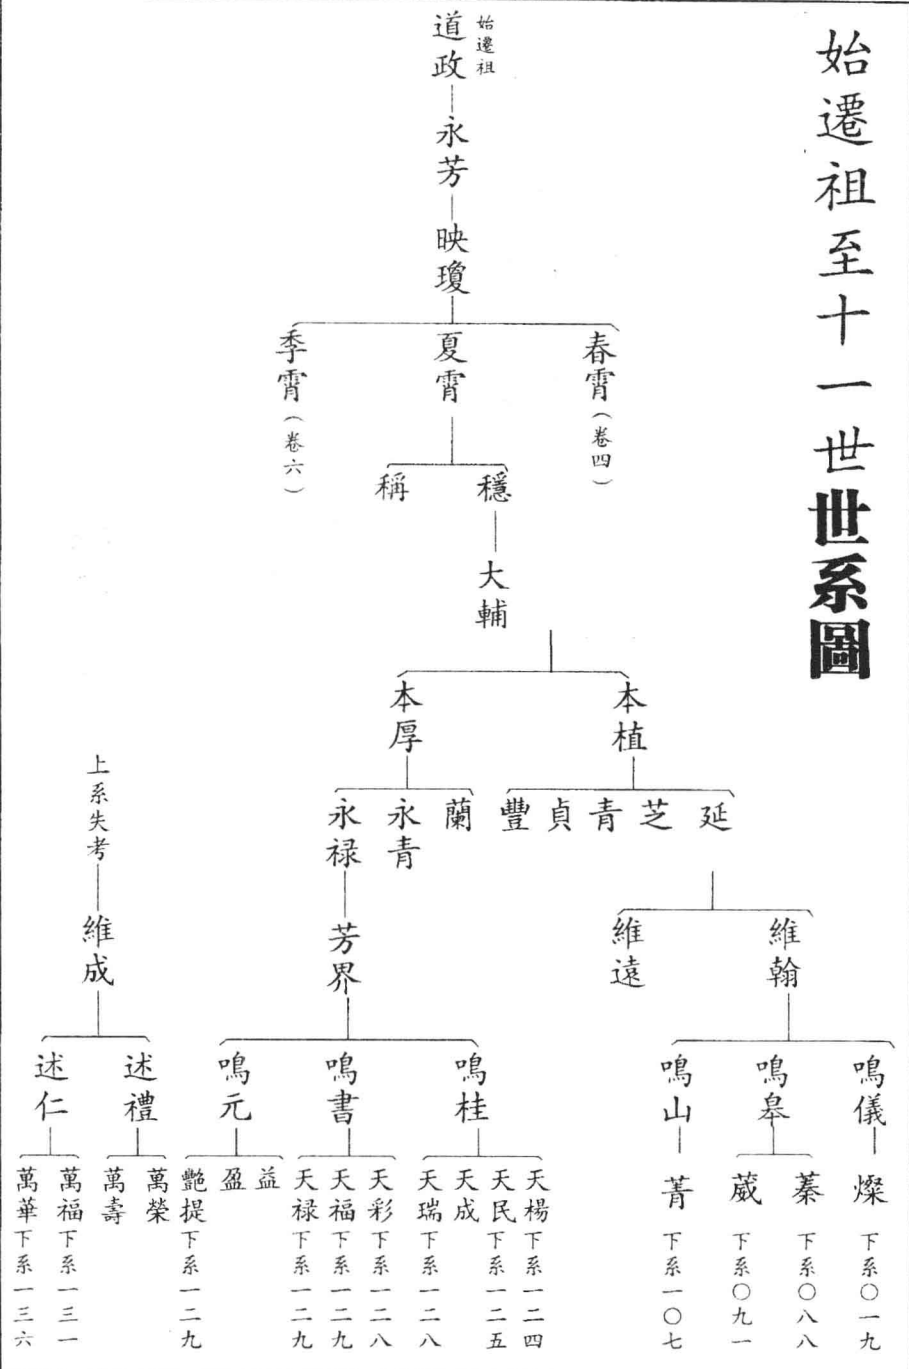 始遷祖至十一世世系圖
始遷祖
道政
永芳
映瓊
春霄（卷四）
夏霄
季霄（卷六）
穩
稱
大輔
本植
本厚
延
芝
青
貞
豐
蘭
永青
永禄
上系失考
維翰
維遠
芳界
維成
鳴儀
鳴皋
鳴山
鳴桂
鳴書
鳴元
述禮
述仁
燦 下系〇一九
蓁 下系〇八八
葳 下系〇九一
菁 下系一〇七
天楊 下系一二四
天民 下系一二五
天成
天瑞 下系一二八
天彩 下系一二八
天福 下系一二九
天禄 下系一二九
益
盈
艷提 下系一二九
萬榮
萬壽
萬福 下系一三一
萬華 下系一三六